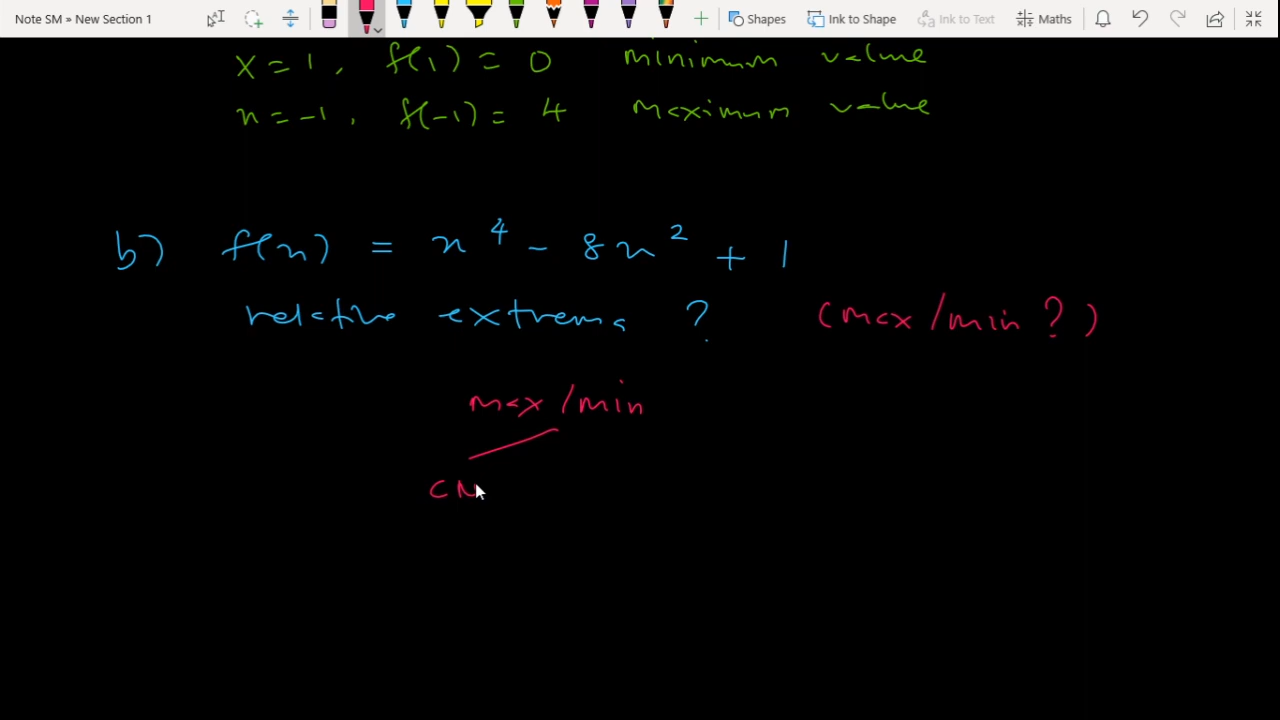 Note SM » New Section 1
Shapes
Ink to Shape
Ink to Text
Maths
x = 1 , f(1) = 0 minimum value
x = -1 , f(-1) = 4 maximum value
b) f(x) = x⁴ - 8x² + 1
relative extrema ? (max/min?)
max/min
CN